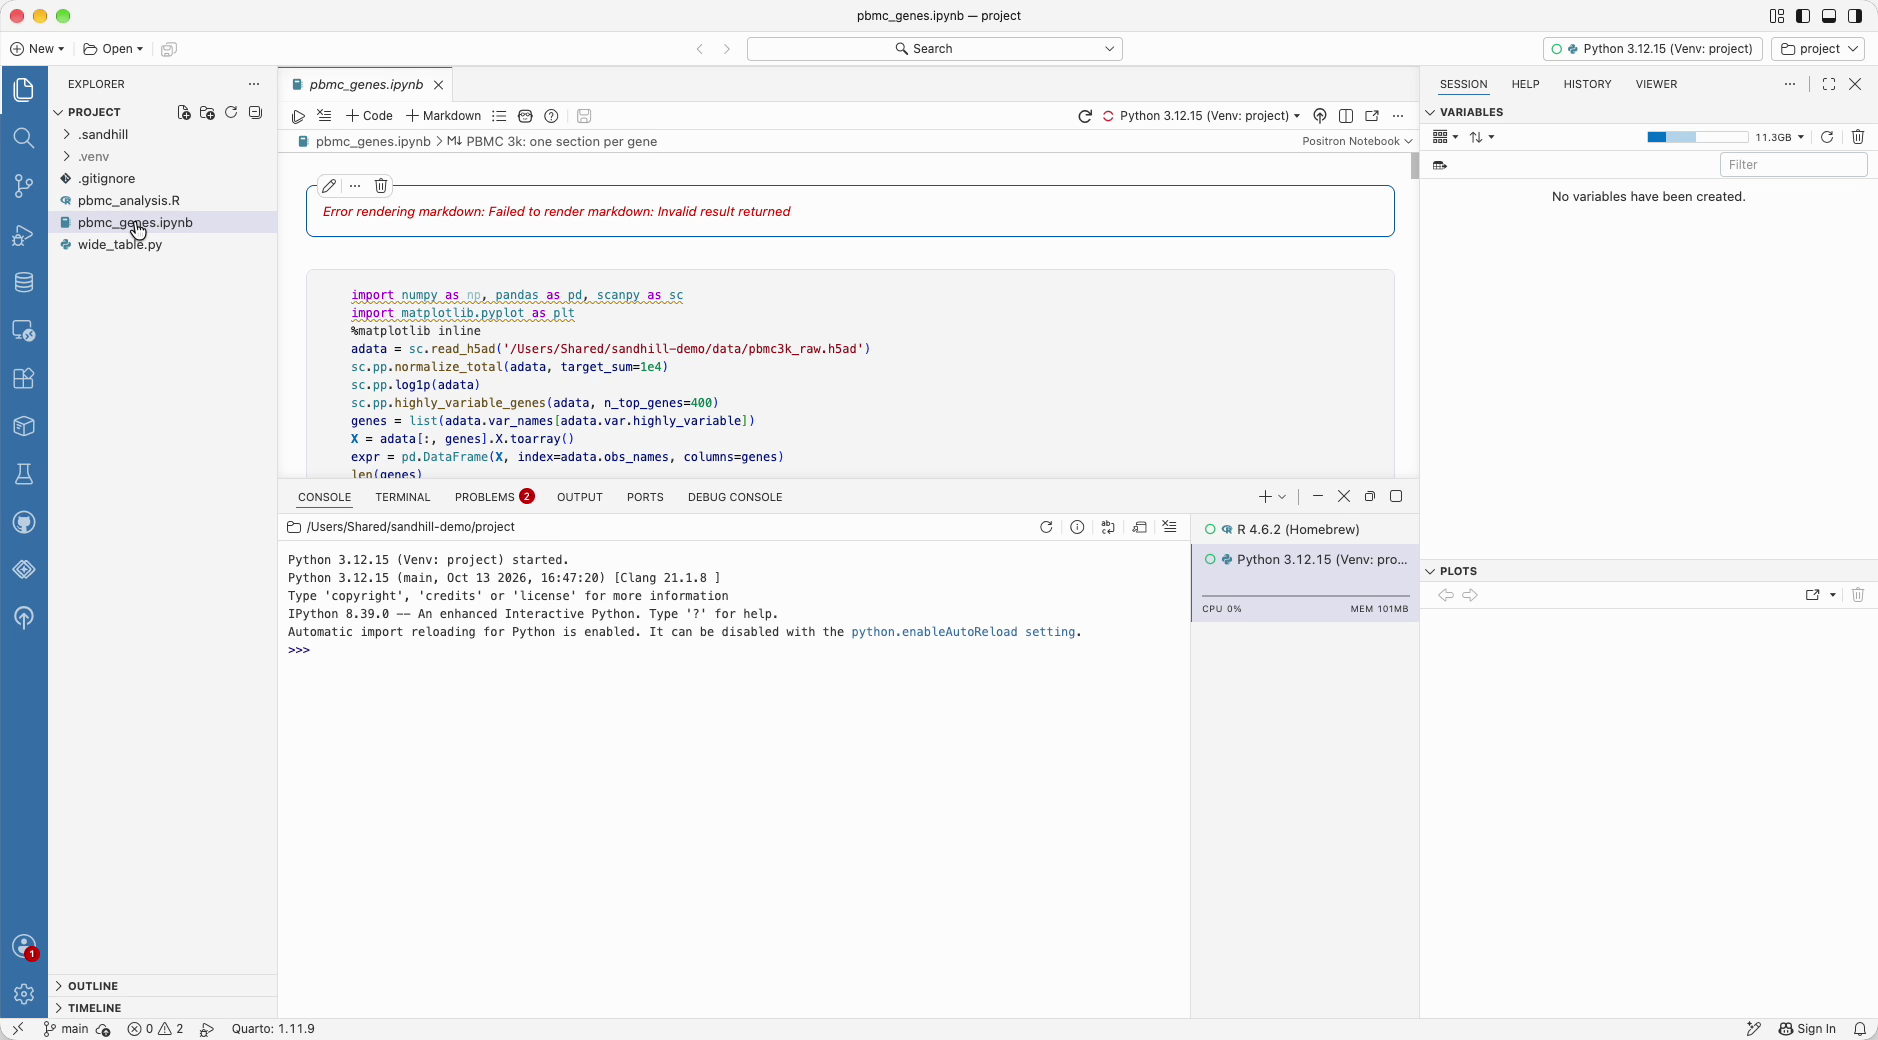 pbmc_genes.ipynb — project
New
Open
Search
Python 3.12.15 (Venv: project)
project
EXPLORER
PROJECT
.sandhill
.venv
.gitignore
pbmc_analysis.R
pbmc_genes.ipynb
wide_table.py
OUTLINE
TIMELINE
1
pbmc_genes.ipynb
Code
Markdown
Python 3.12.15 (Venv: project)
pbmc_genes.ipynb > M↓ PBMC 3k: one section per gene
Positron Notebook
Error rendering markdown: Failed to render markdown: Invalid result returned
import numpy as np, pandas as pd, scanpy as sc
import matplotlib.pyplot as plt
%matplotlib inline
adata = sc.read_h5ad('/Users/Shared/sandhill-demo/data/pbmc3k_raw.h5ad')
sc.pp.normalize_total(adata, target_sum=1e4)
sc.pp.log1p(adata)
sc.pp.highly_variable_genes(adata, n_top_genes=400)
genes = list(adata.var_names[adata.var.highly_variable])
X = adata[:, genes].X.toarray()
expr = pd.DataFrame(X, index=adata.obs_names, columns=genes)
len(genes)
CONSOLE
TERMINAL
PROBLEMS 2
OUTPUT
PORTS
DEBUG CONSOLE
/Users/Shared/sandhill-demo/project
Python 3.12.15 (Venv: project) started.
Python 3.12.15 (main, Oct 13 2026, 16:47:20) [Clang 21.1.8 ]
Type 'copyright', 'credits' or 'license' for more information
IPython 8.39.0 -- An enhanced Interactive Python. Type '?' for help.
Automatic import reloading for Python is enabled. It can be disabled with the python.enableAutoReload setting.
>>>
R 4.6.2 (Homebrew)
Python 3.12.15 (Venv: pro...
CPU 0%
MEM 101MB
SESSION
HELP
HISTORY
VIEWER
VARIABLES
11.3GB
Filter
No variables have been created.
PLOTS
main
0
2
Quarto: 1.11.9
Sign In